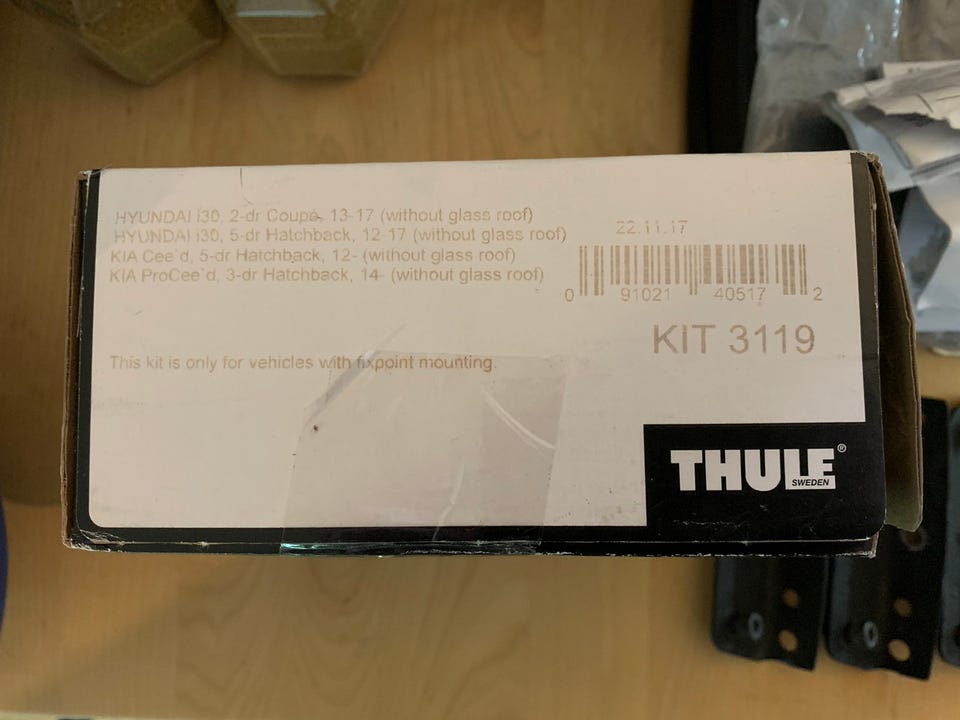 HYUNDAI i30, 2-dr Coupé, 13-17 (without glass roof)
HYUNDAI i30, 5-dr Hatchback, 12-17 (without glass roof)
KIA Cee`d, 5-dr Hatchback, 12- (without glass roof)
KIA ProCee`d, 3-dr Hatchback, 14- (without glass roof)
22.11.17
0 91021 40517 2
KIT 3119
This kit is only for vehicles with fixpoint mounting.
THULE®
SWEDEN